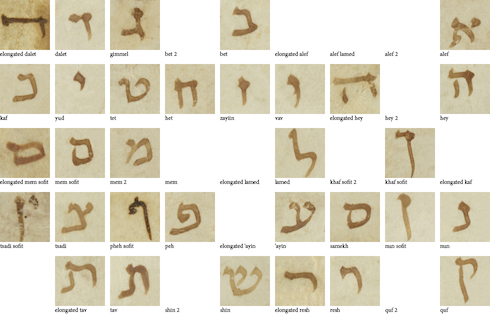 א ב ג ד ד
elongated dalet dalet gimmel bet 2 bet elongated alef alef lamed alef 2 alef
ה ה ו ז ח ט י כ
kaf yud tet het zayin vav elongated hey hey 2 hey
ך ל מ ם ם
elongated mem sofit mem sofit mem 2 mem elongated lamed lamed khaf sofit 2 khaf sofit elongated kaf
נ ן ס ע פ ף צ ץ
tsadi sofit tsadi pheh sofit peh elongated 'ayin 'ayin samekh nun sofit nun
ק ר ר ש ת ת
elongated tav tav shin 2 shin elongated resh resh quf 2 quf